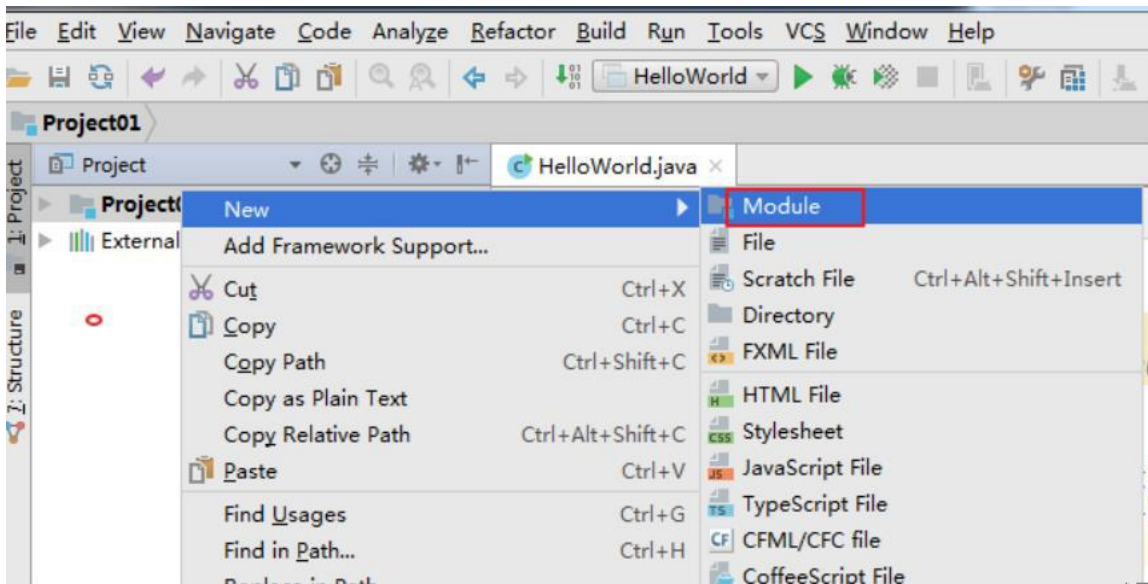 File Edit View Navigate Code Analyze Refactor Build Run Tools VCS Window Help
HelloWorld
Project01
1: Project
Project
HelloWorld.java
External
7: Structure
New
Add Framework Support...
Cut Ctrl+X
Copy Ctrl+C
Copy Path Ctrl+Shift+C
Copy as Plain Text
Copy Relative Path Ctrl+Alt+Shift+C
Paste Ctrl+V
Find Usages Ctrl+G
Find in Path... Ctrl+H
Module
File
Scratch File Ctrl+Alt+Shift+Insert
Directory
FXML File
HTML File
Stylesheet
JavaScript File
TypeScript File
CFML/CFC file
CoffeeScript File